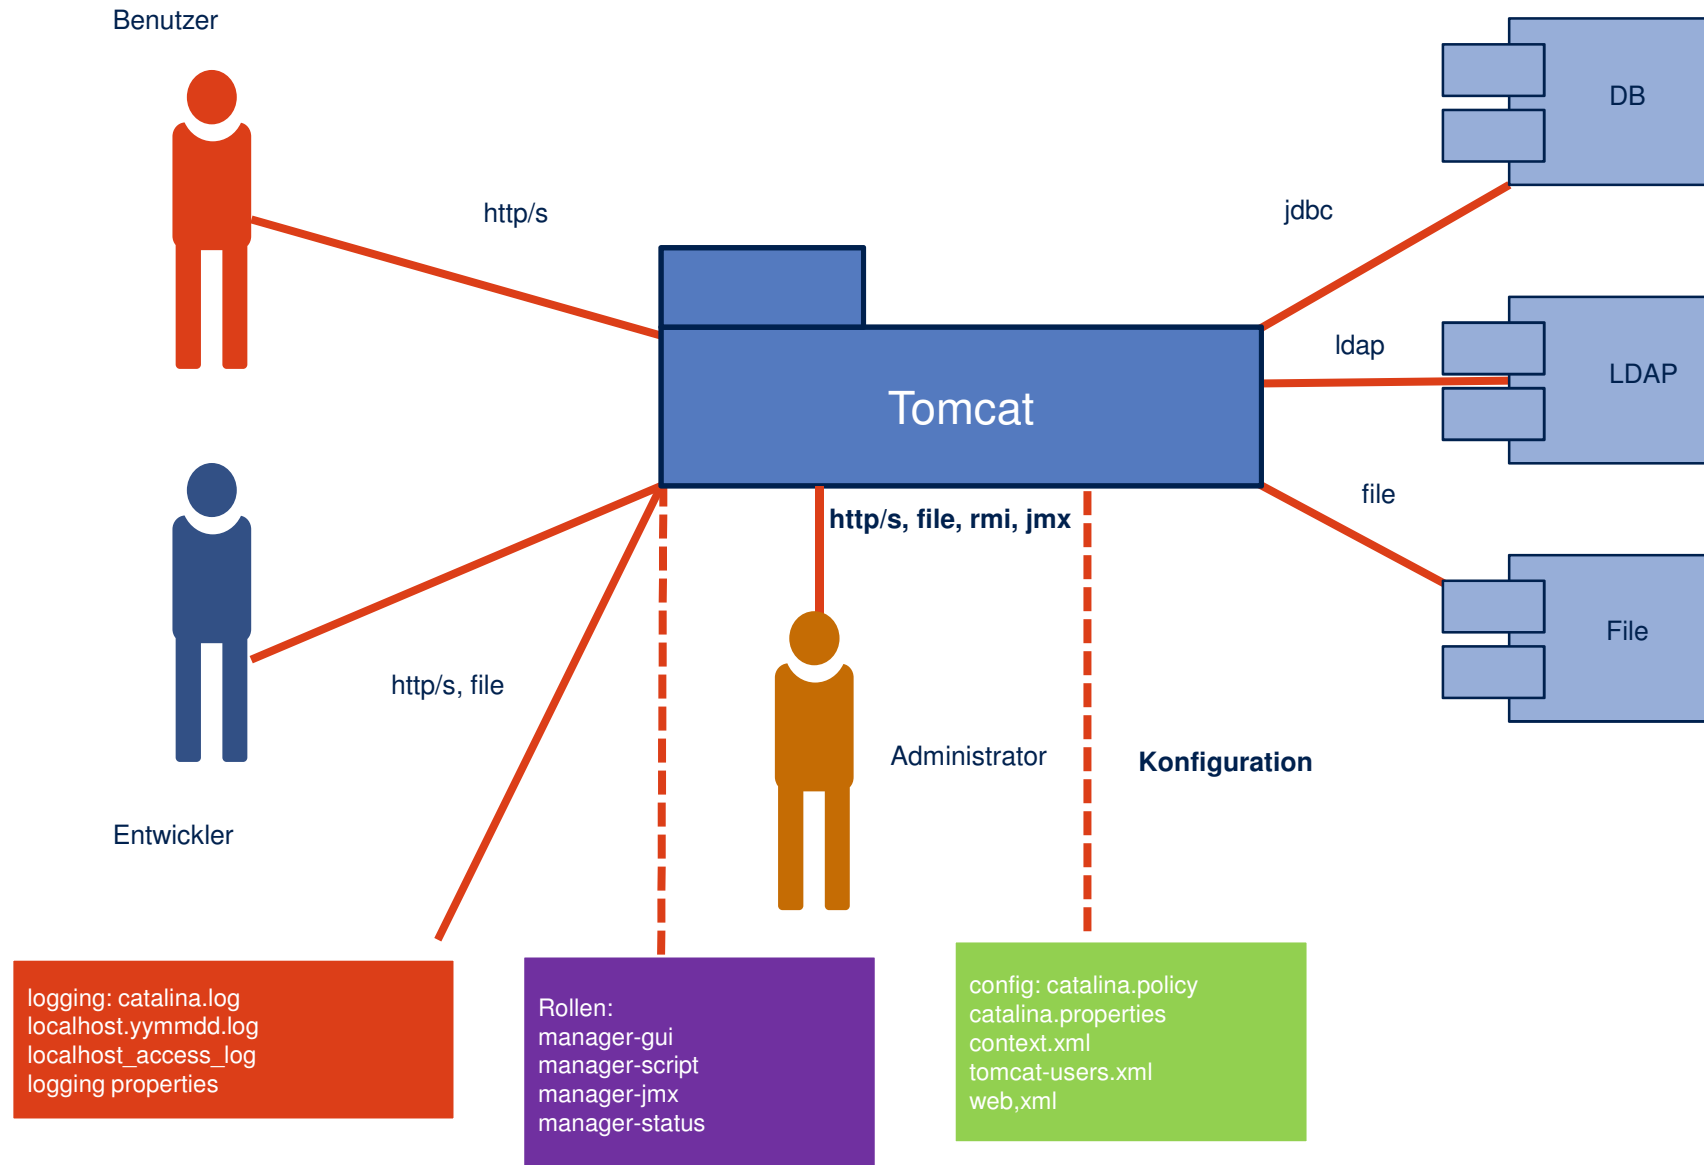 Benutzer
DB
http/s
jdbc
ldap
LDAP
Tomcat
file
http/s, file, rmi, jmx
File
http/s, file
Administrator
Konfiguration
Entwickler
logging: catalina.log
localhost.yymmdd.log
localhost_access_log
logging properties
Rollen:
manager-gui
manager-script
manager-jmx
manager-status
config: catalina.policy
catalina.properties
context.xml
tomcat-users.xml
web,xml